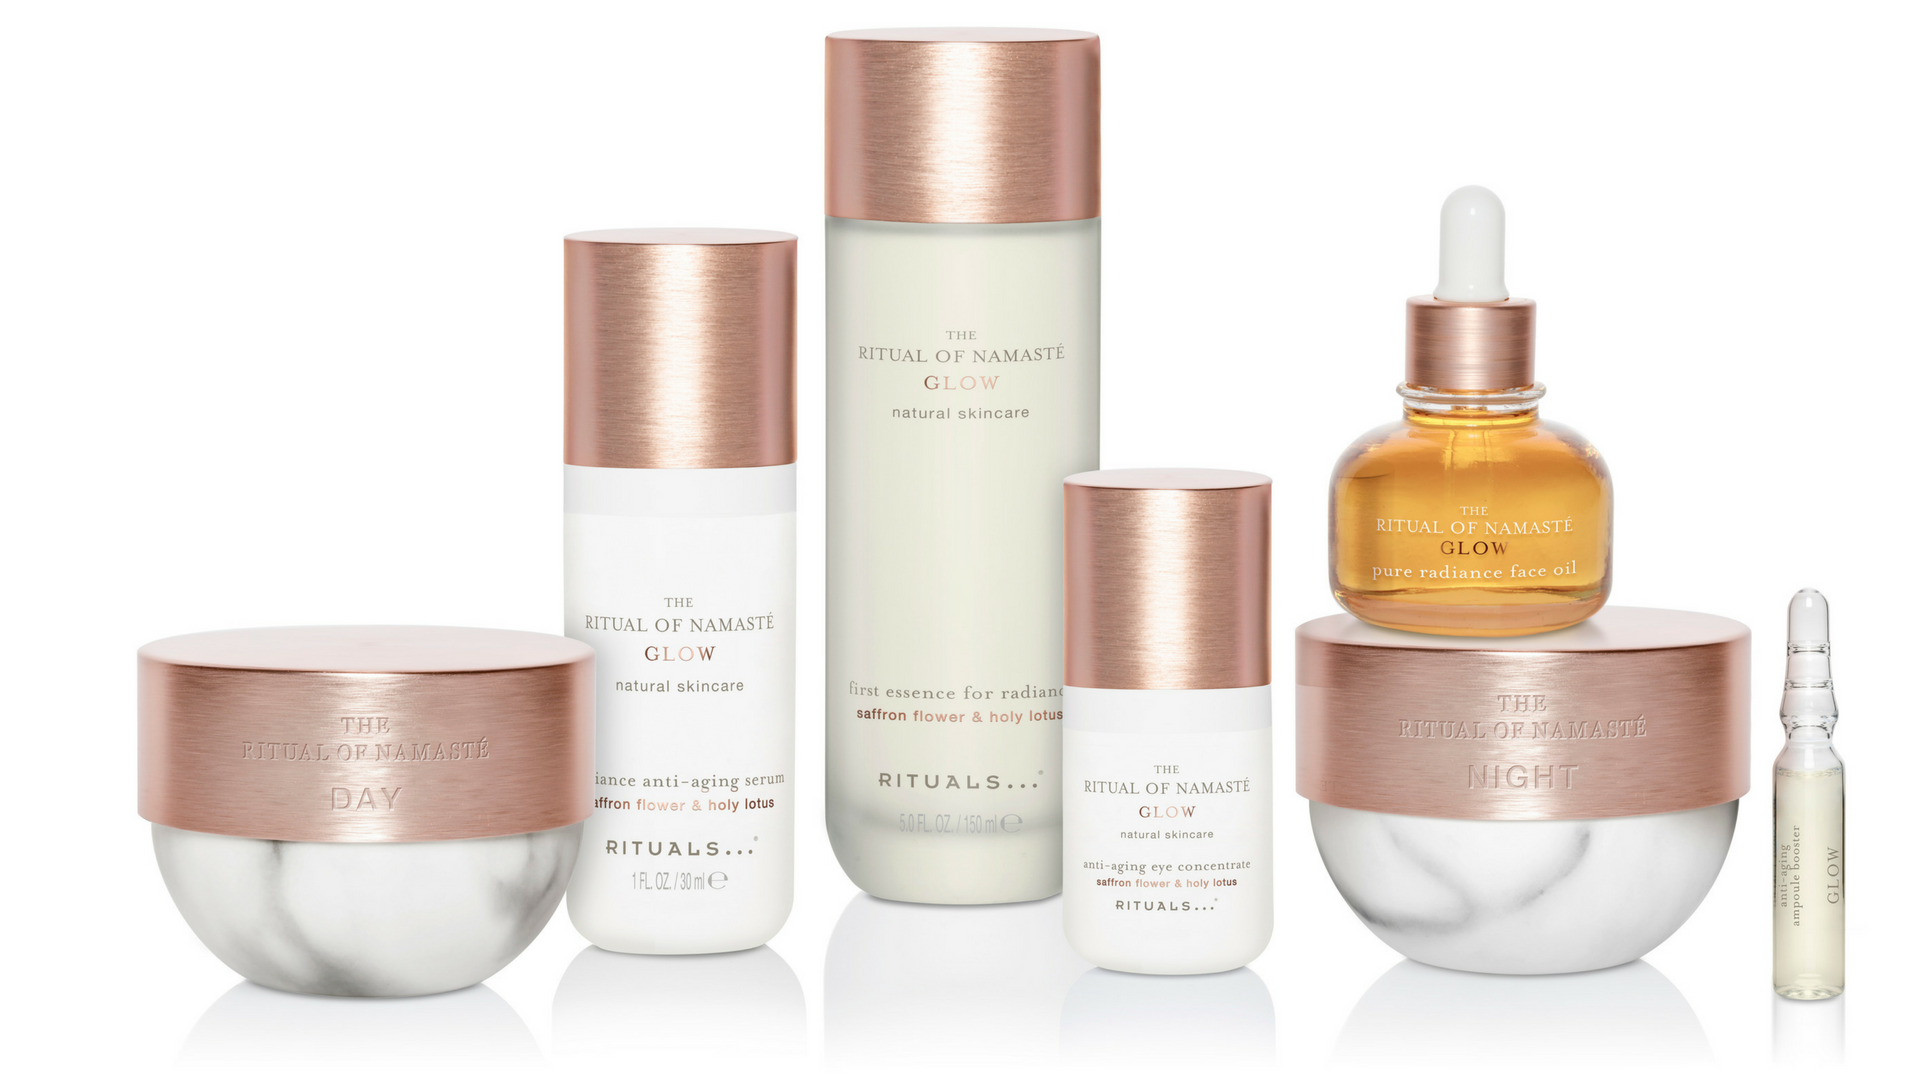 THE
RITUAL OF NAMASTÉ
DAY
THE
RITUAL OF NAMASTÉ
GLOW
natural skincare
anti-aging serum
flower & holy lotus
RITUALS...®
1 FL. OZ. / 30 ml ℮
THE
RITUAL OF NAMASTÉ
GLOW
natural skincare
first essence for
saffron flower & holy lotus
RITUALS...®
5.0 FL. OZ. / 150 ml ℮
THE
RITUAL OF NAMASTÉ
GLOW
natural skincare
anti-aging eye concentrate
saffron flower & holy lotus
RITUALS...®
THE
RITUAL OF NAMASTÉ
GLOW
pure radiance face oil
THE
RITUAL OF NAMASTÉ
NIGHT
anti-aging
ampoule booster
GLOW